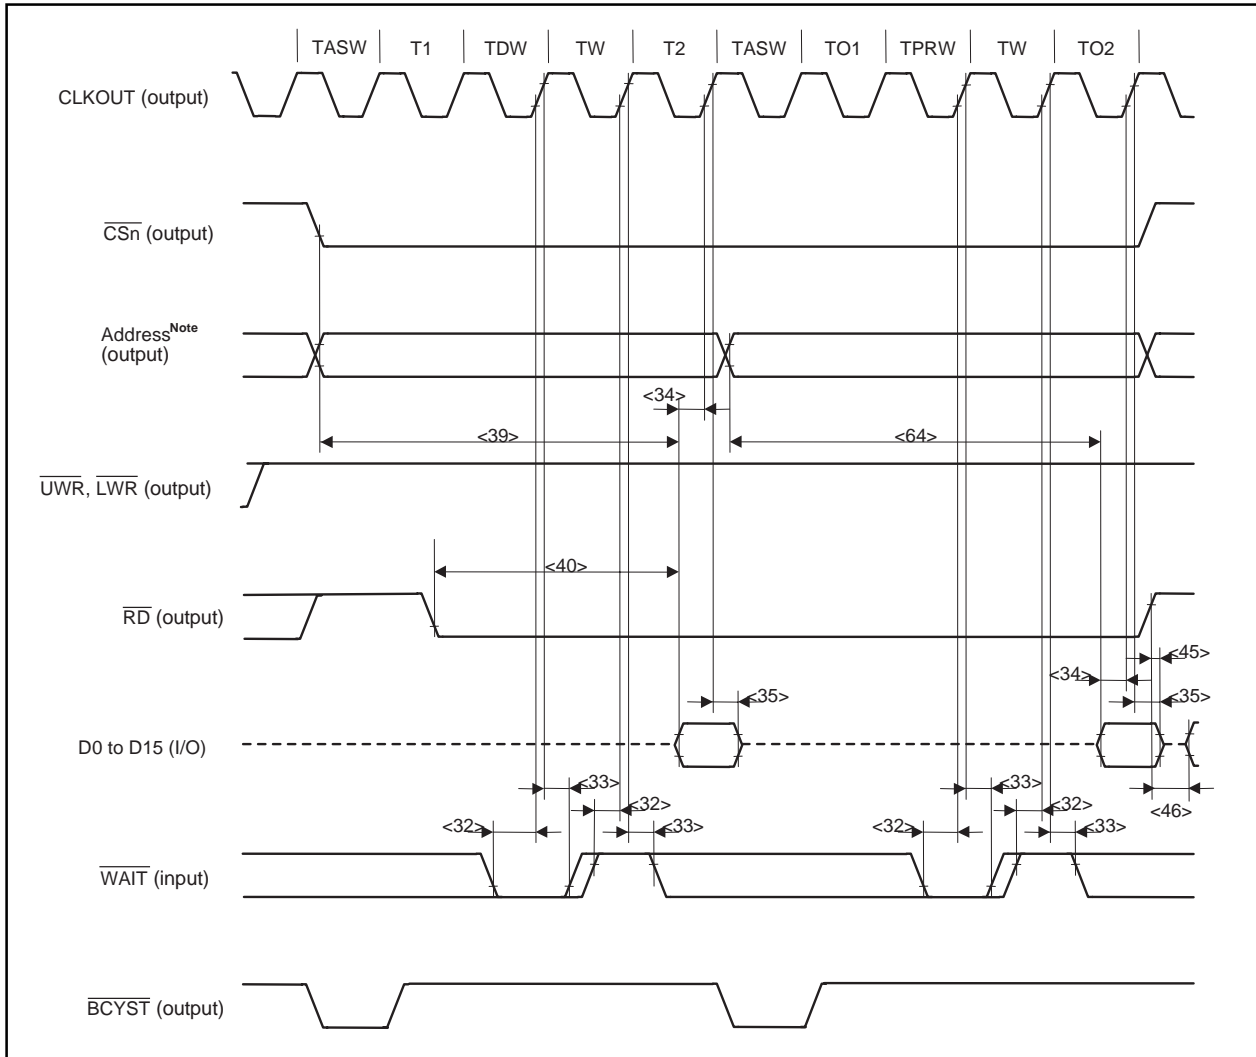 TASW T1 TDW TW T2 TASW TO1 TPRW TW TO2
CLKOUT (output)
CSn (output)
Address Note
(output)
<34>
<39> <64>
UWR, LWR (output)
<40>
RD (output)
<45>
<34>
<35> <35>
D0 to D15 (I/O)
<33> <33>
<32> <32> <46>
<32> <33> <32> <33>
WAIT (input)
BCYST (output)